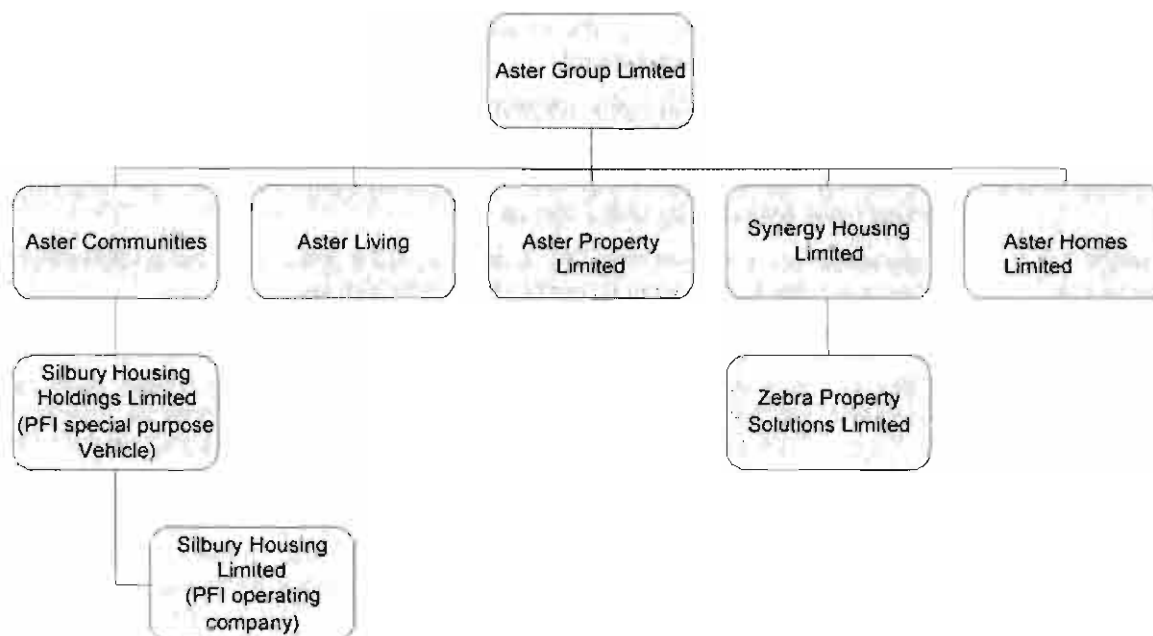 Aster Group Limited
Aster Communities
Aster Living
Aster Property
Limited
Synergy Housing
Limited
Aster Homes
Limited
Silbury Housing
Holdings Limited
(PFI special purpose
Vehicle)
Zebra Property
Solutions Limited
Silbury Housing
Limited
(PFI operating
company)